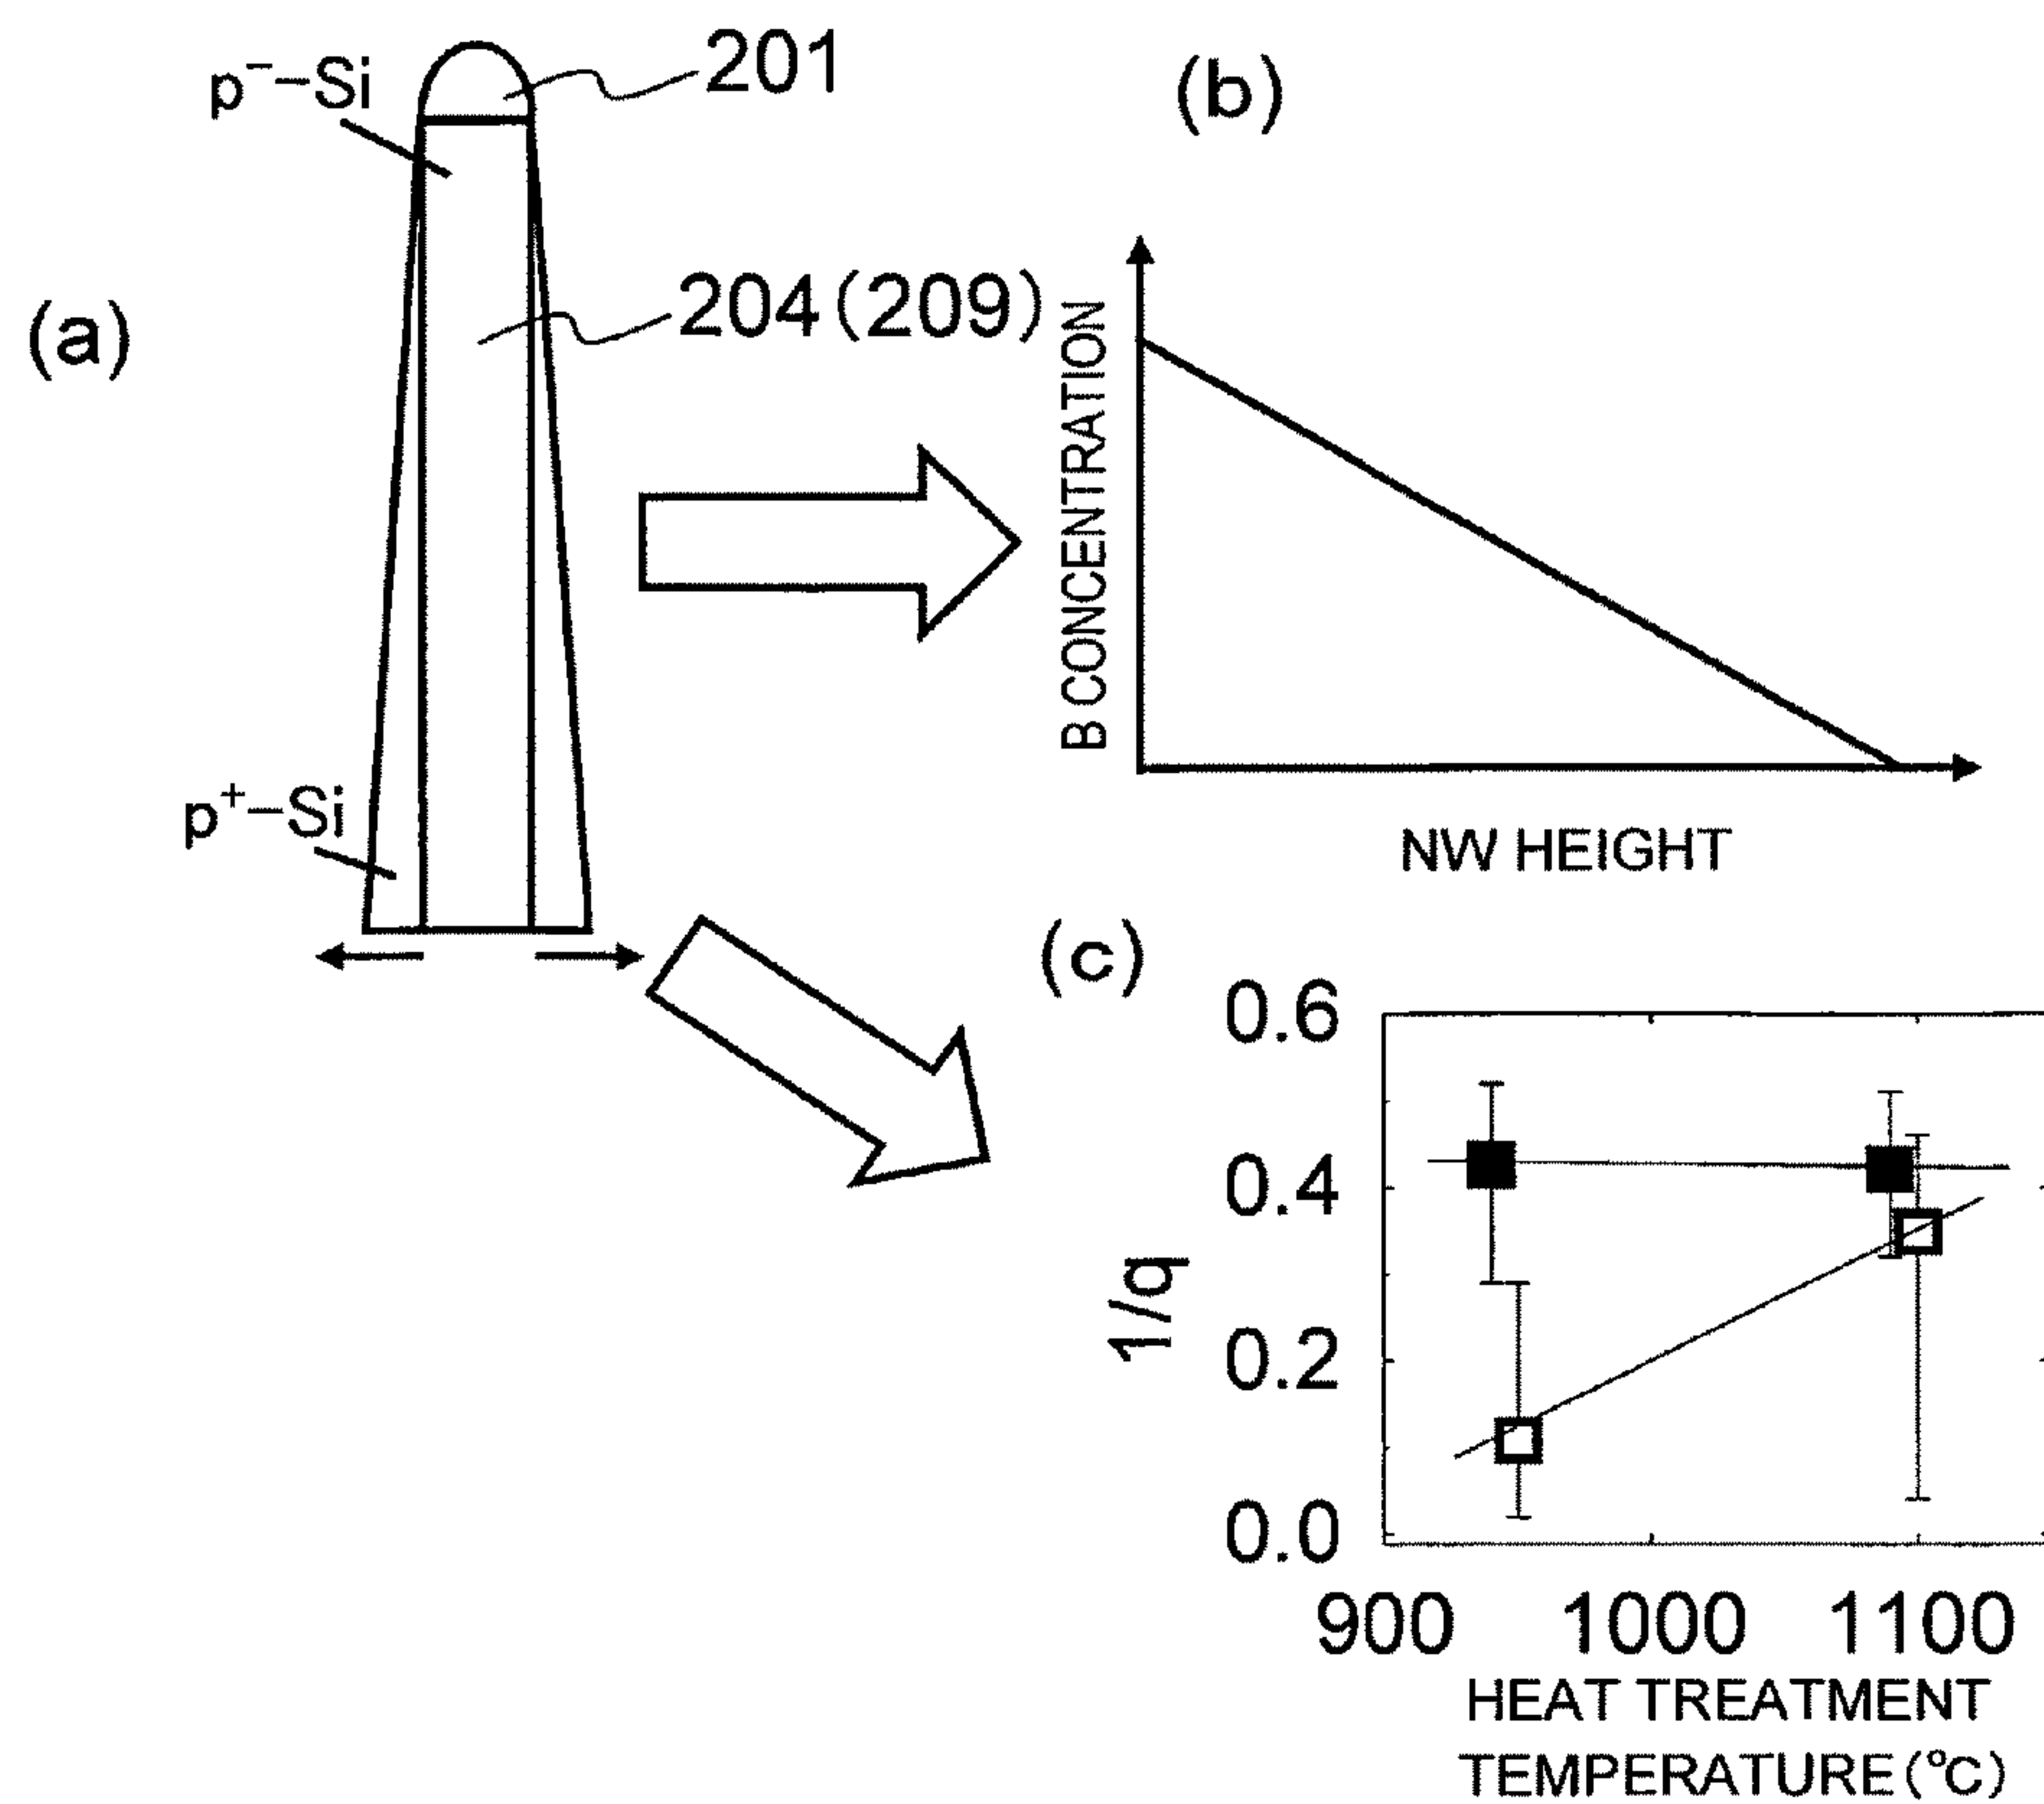 p⁻–Si
201
(b)
(a)
204(209)
B CONCENTRATION
p⁺–Si
NW HEIGHT
(c)
0.6
0.4
0.2
0.0
1/q
900 1000 1100
HEAT TREATMENT
TEMPERATURE(°C)